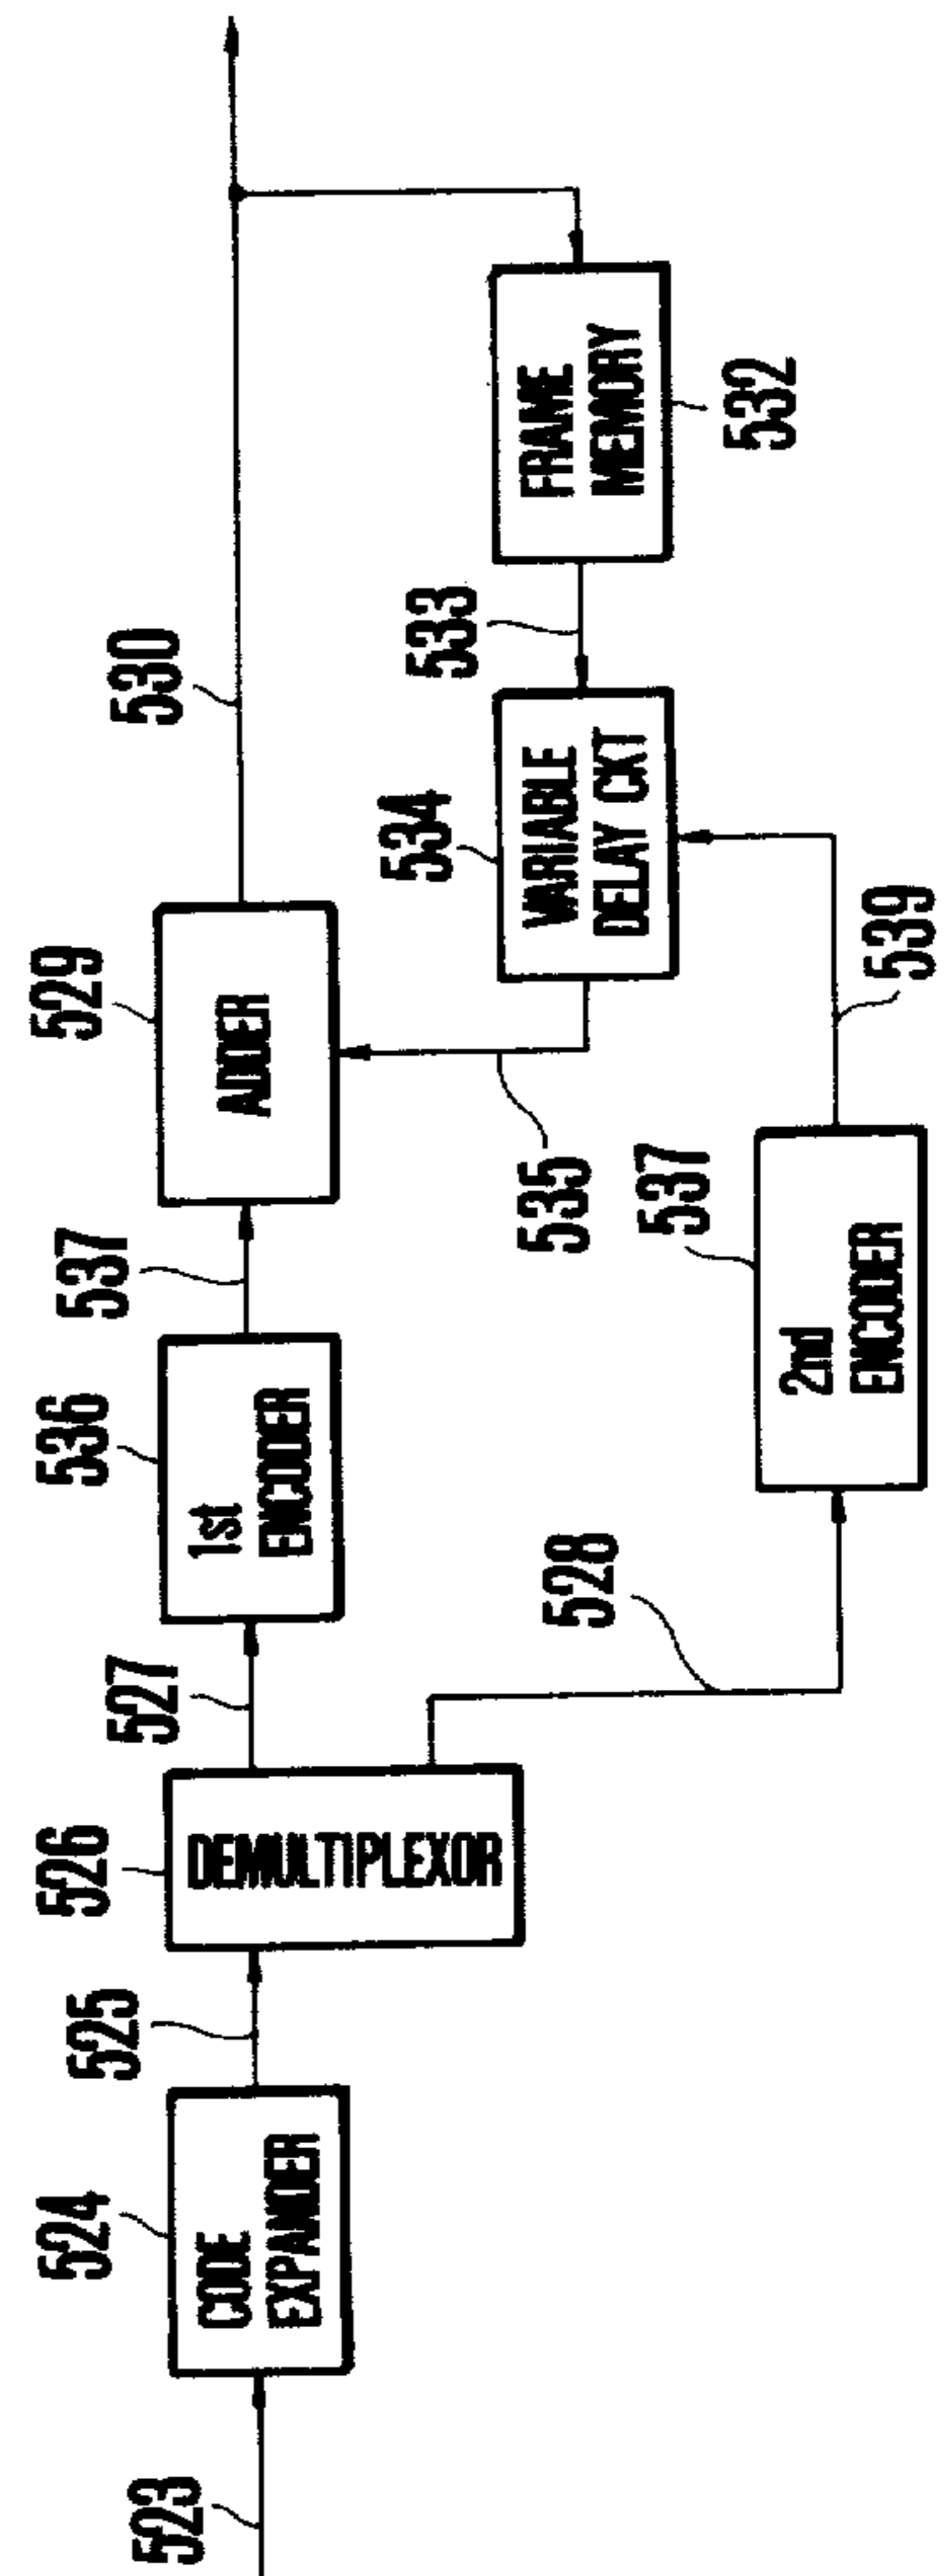 523
524
CODE
EXPANDER
525
526
DEMULTIPLEXOR
527
528
536
1st
ENCODER
537
529
ADDER
530
535
534
VARIABLE
DELAY CKT
533
FRAME
MEMORY
532
537
2nd
ENCODER
539